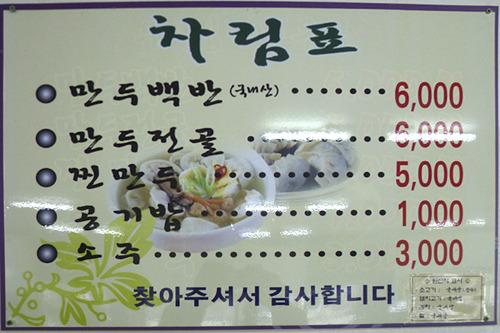 차림표
만두백반(국내산) 6,000
만두전골 6,000
찐만두 5,000
공기밥 1,000
소주 3,000
찾아주셔서 감사합니다